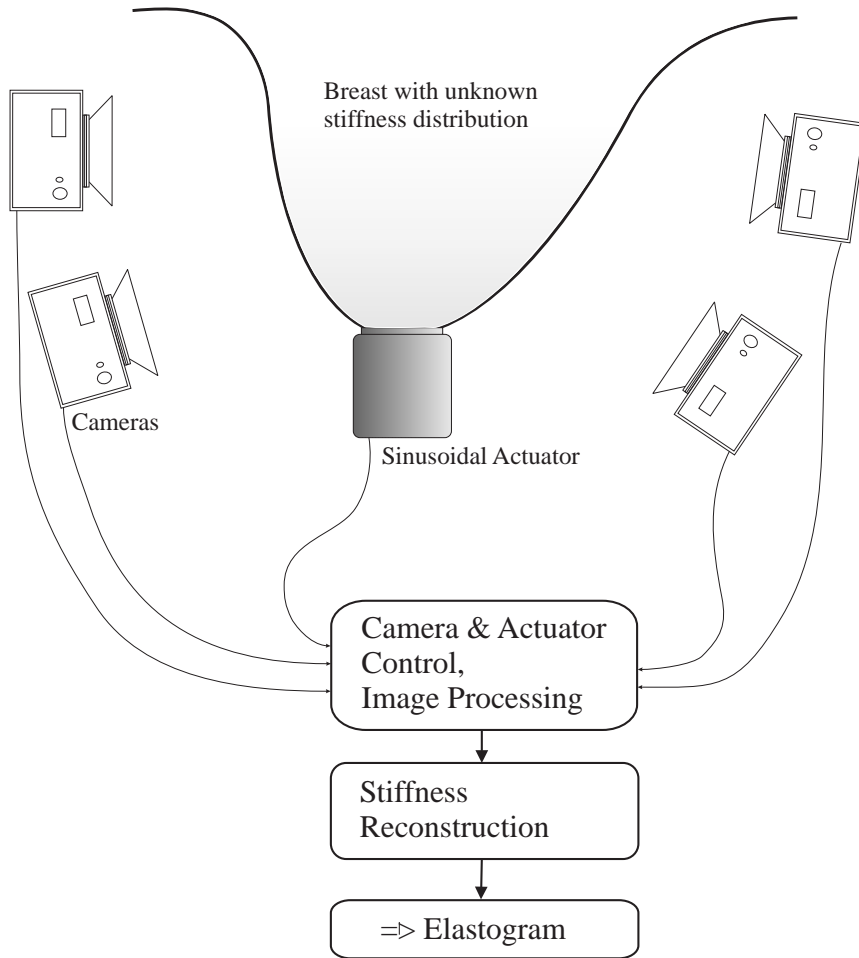 Breast with unknown
stiffness distribution
Cameras
Sinusoidal Actuator
Camera & Actuator
Control,
Image Processing
Stiffness
Reconstruction
=> Elastogram